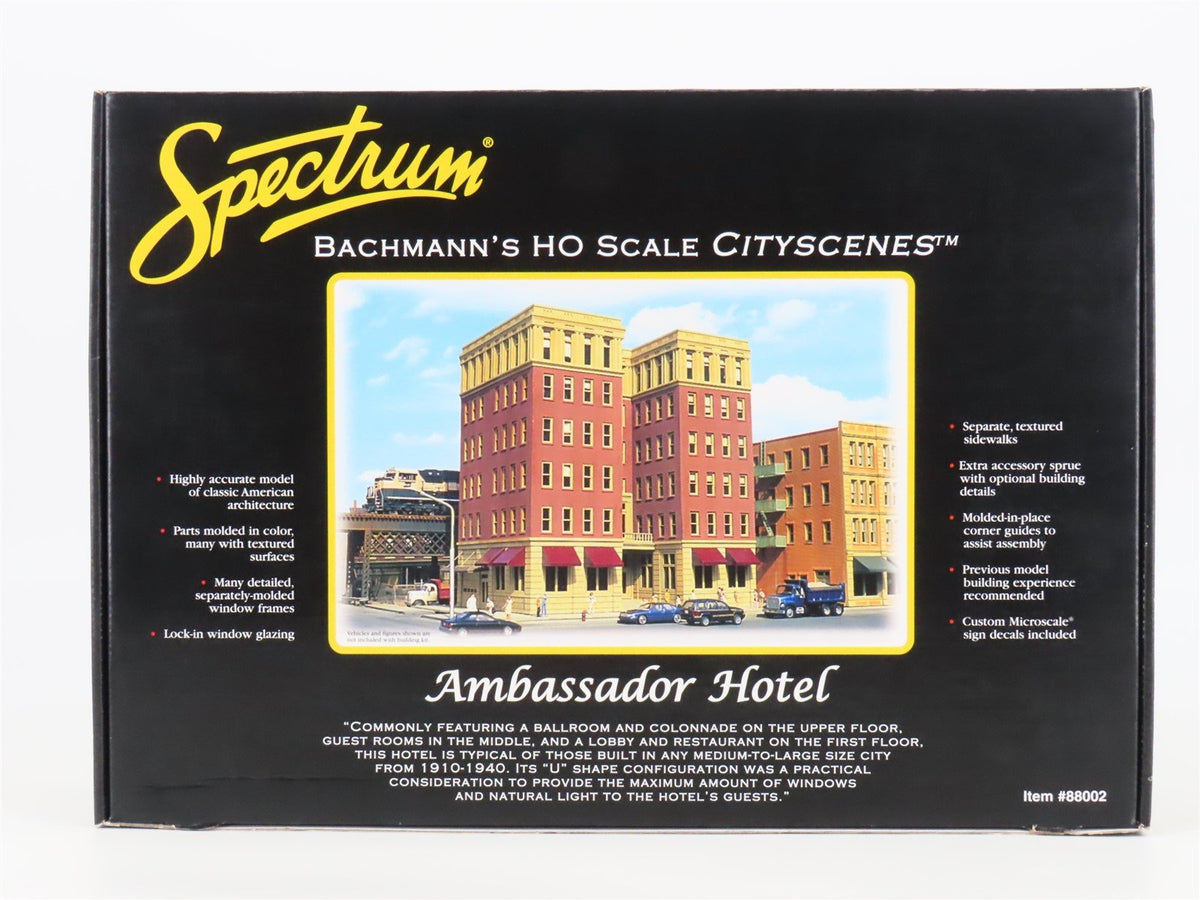 Spectrum®
BACHMANN'S HO SCALE CITYSCENES™
• Highly accurate model
of classic American
architecture
• Parts molded in color,
many with textured
surfaces
• Many detailed,
separately-molded
window frames
• Lock-in window glazing
Vehicles and figures shown are
not included with building kit.
• Separate, textured
sidewalks
• Extra accessory sprue
with optional building
details
• Molded-in-place
corner guides to
assist assembly
• Previous model
building experience
recommended
• Custom Microscale®
sign decals included
Ambassador Hotel
"COMMONLY FEATURING A BALLROOM AND COLONNADE ON THE UPPER FLOOR,
GUEST ROOMS IN THE MIDDLE, AND A LOBBY AND RESTAURANT ON THE FIRST FLOOR,
THIS HOTEL IS TYPICAL OF THOSE BUILT IN ANY MEDIUM-TO-LARGE SIZE CITY
FROM 1910-1940. ITS "U" SHAPE CONFIGURATION WAS A PRACTICAL
CONSIDERATION TO PROVIDE THE MAXIMUM AMOUNT OF WINDOWS
AND NATURAL LIGHT TO THE HOTEL'S GUESTS."
Item #88002